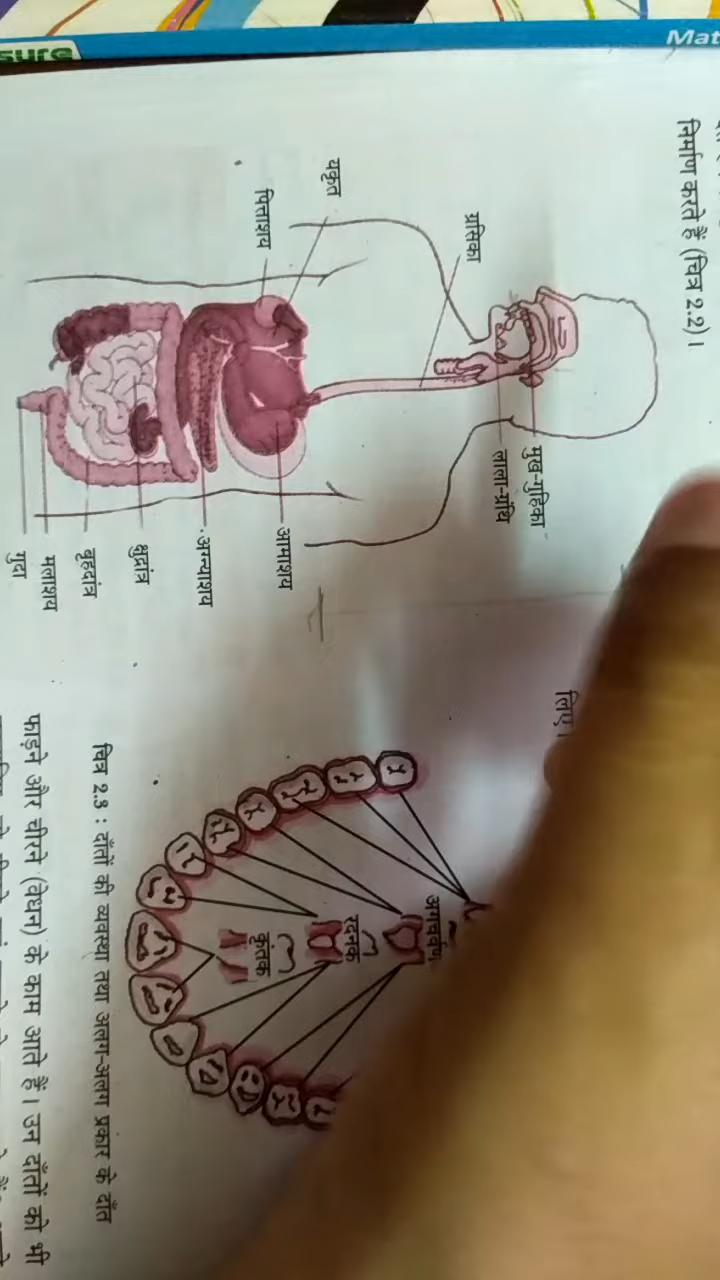 sure
Mat
निर्माण करते हैं (चित्र 2.2)।
मुख-गुहिका
लाला-ग्रंथि
ग्रसिका
यकृत
पित्ताशय
आमाशय
अग्न्याशय
क्षुद्रांत्र
बृहदंत्र
मलाशय
गुदा
लिए।
अग्रचर्वण
रदनक
कृंतक
चित्र 2.3 : दाँतों की व्यवस्था तथा अलग-अलग प्रकार के दाँत
फाड़ने और चीरने (वेधन) के काम आते हैं। उन दाँतों को भी